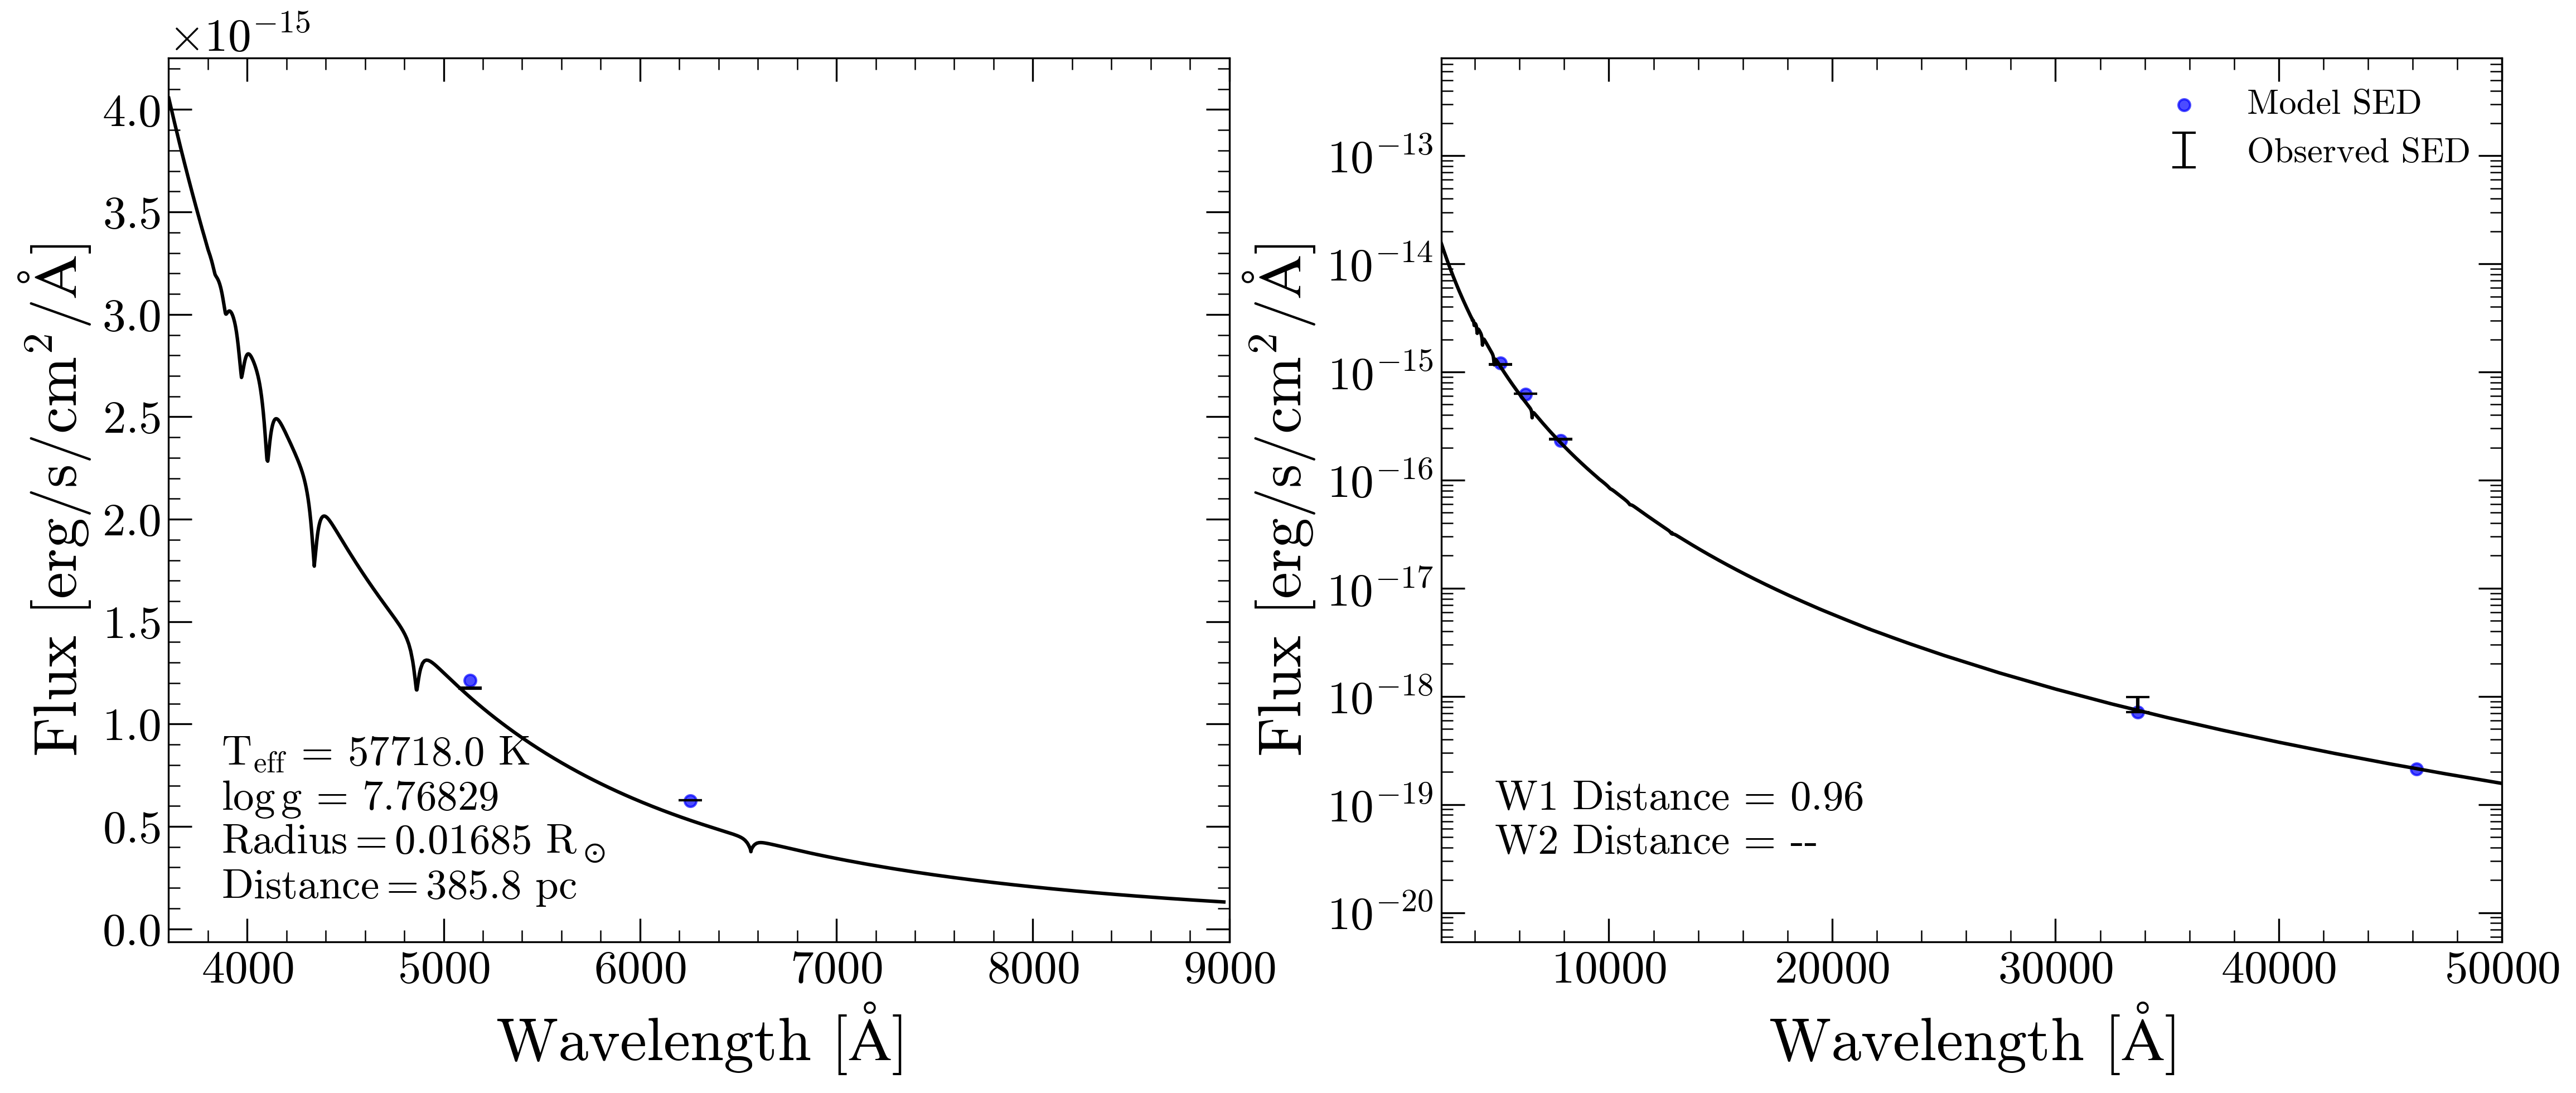 ×10⁻¹⁵
Flux [erg/s/cm²/Å]
4.0
3.5
3.0
2.5
2.0
1.5
1.0
0.5
0.0
T_eff = 57718.0 K
log g = 7.76829
Radius = 0.01685 R_⊙
Distance = 385.8 pc
4000 5000 6000 7000 8000 9000
Wavelength [Å]
Flux [erg/s/cm²/Å]
10⁻¹³
10⁻¹⁴
10⁻¹⁵
10⁻¹⁶
10⁻¹⁷
10⁻¹⁸
10⁻¹⁹
10⁻²⁰
Model SED
Observed SED
W1 Distance = 0.96
W2 Distance = --
10000 20000 30000 40000 50000
Wavelength [Å]